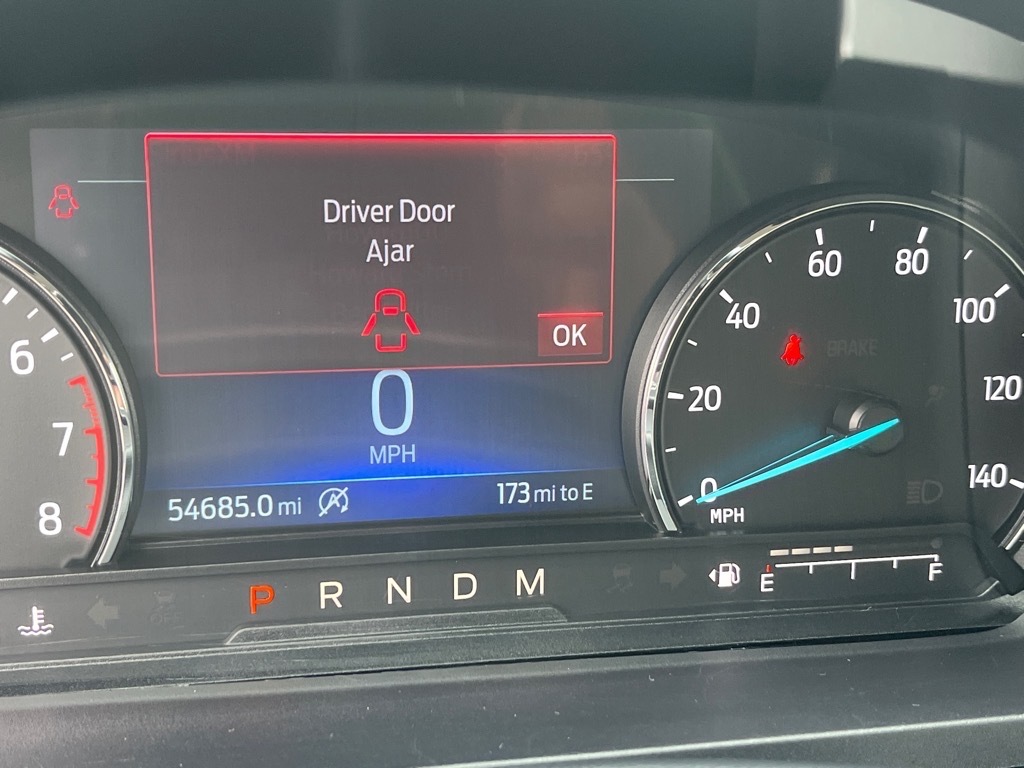 Driver Door
Ajar
OK
0
MPH
54685.0 mi
173 mi to E
6
7
8
0
20
40
60
80
100
120
140
MPH
BRAKE
P R N D M
E
F